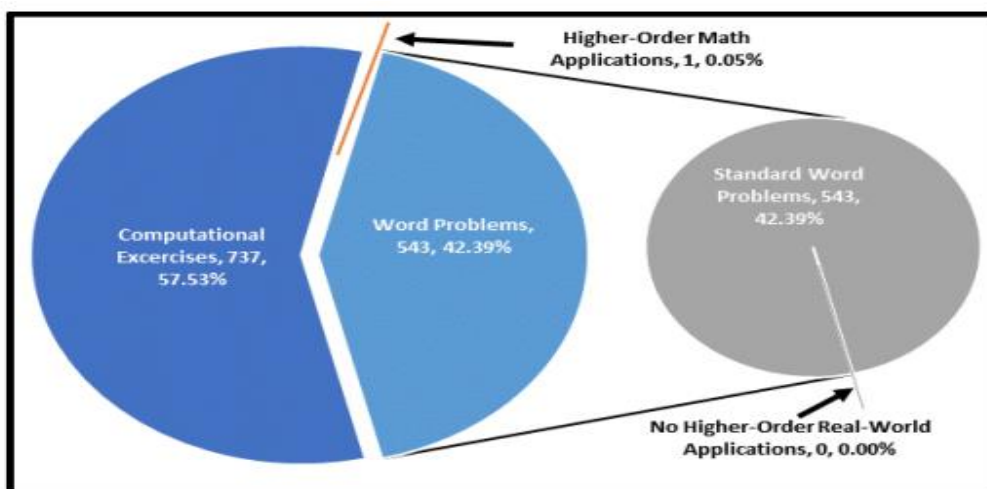 Higher-Order Math
Applications, 1, 0.05%
Computational
Excercises, 737,
57.53%
Word Problems,
543, 42.39%
Standard Word
Problems, 543,
42.39%
No Higher-Order Real-World
Applications, 0, 0.00%